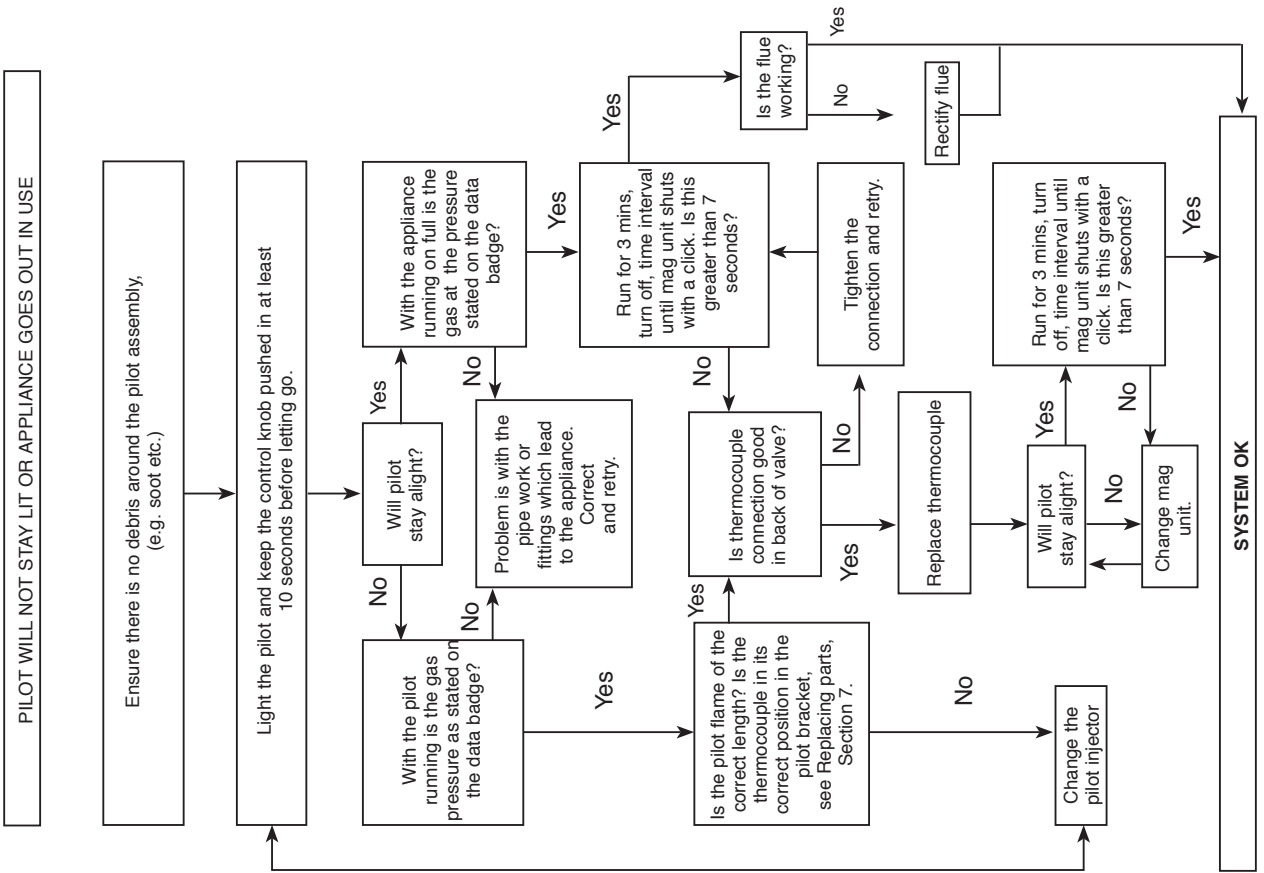 PILOT WILL NOT STAY LIT OR APPLIANCE GOES OUT IN USE
Ensure there is no debris around the pilot assembly,
(e.g. soot etc.)
Light the pilot and keep the control knob pushed in at least
10 seconds before letting go.
Will pilot
stay alight?
No
Yes
With the pilot
running is the gas
pressure as stated on
the data badge?
No
Yes
Problem is with the
pipe work or
fittings which lead
to the appliance.
Correct
and retry.
With the appliance
running on full is the
gas at the pressure
stated on the data
badge?
No
Yes
Is the pilot flame of the
correct length? Is the
thermocouple in its
correct position in the
pilot bracket,
see Replacing parts,
Section 7.
Yes
No
Is thermocouple
connection good
in back of valve?
Yes
No
Run for 3 mins,
turn off, time interval
until mag unit shuts
with a click. Is this
greater than 7
seconds?
No
Yes
Is the flue
working?
No
Yes
Rectify flue
Tighten the
connection and retry.
Replace thermocouple
Will pilot
stay alight?
Yes
No
Change mag
unit.
Run for 3 mins, turn
off, time interval until
mag unit shuts with a
click. Is this greater
than 7 seconds?
No
Yes
Change the
pilot injector
SYSTEM OK